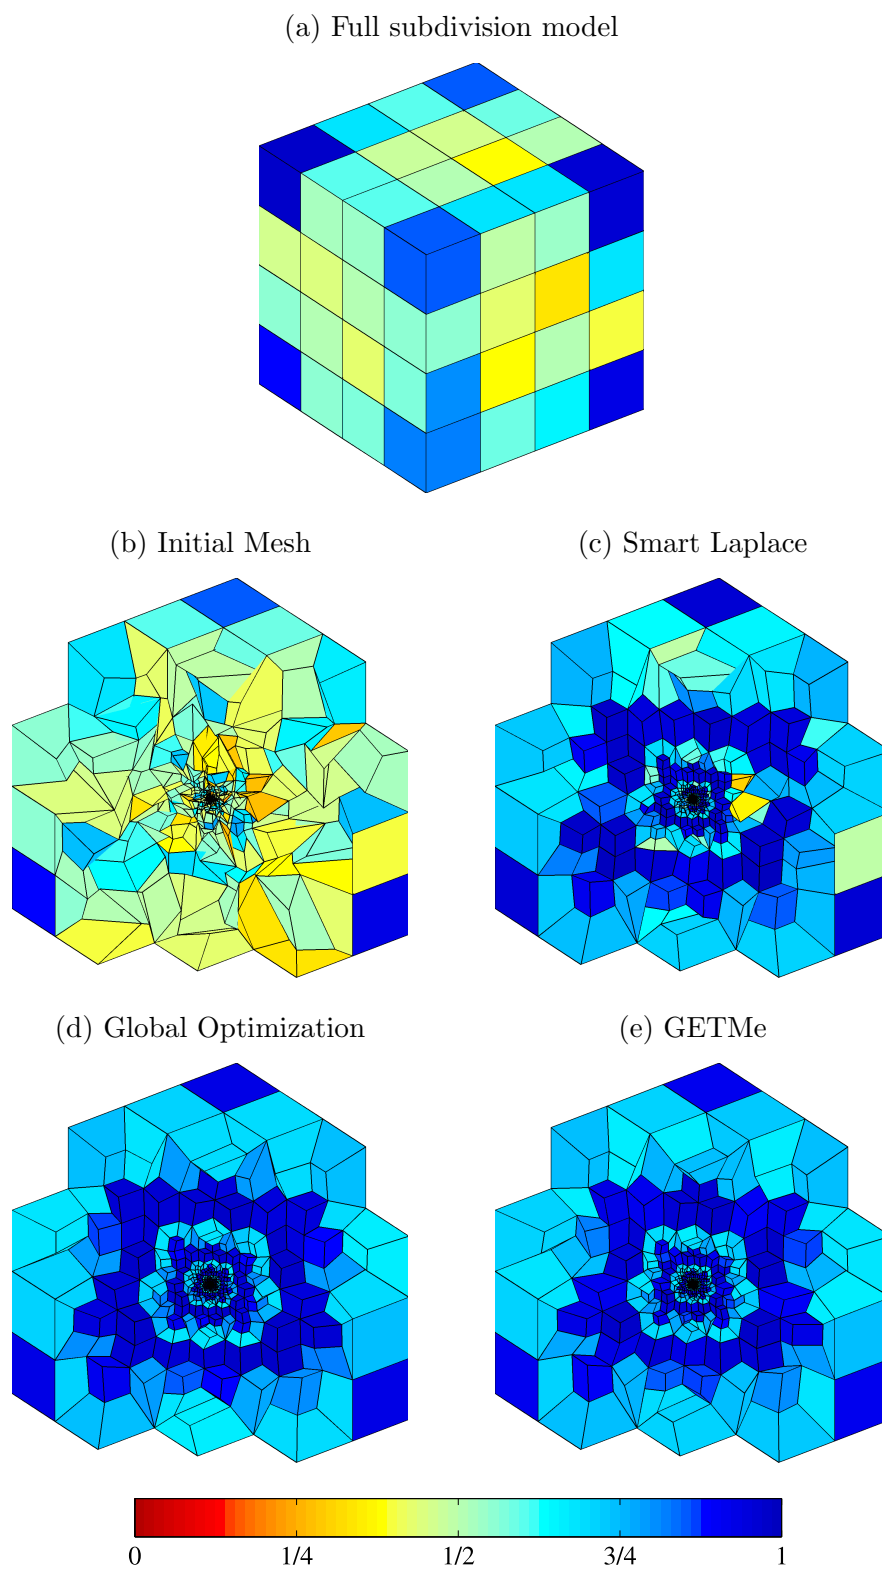 (a) Full subdivision model
(b) Initial Mesh
(c) Smart Laplace
(d) Global Optimization
(e) GETMe
0 1/4 1/2 3/4 1